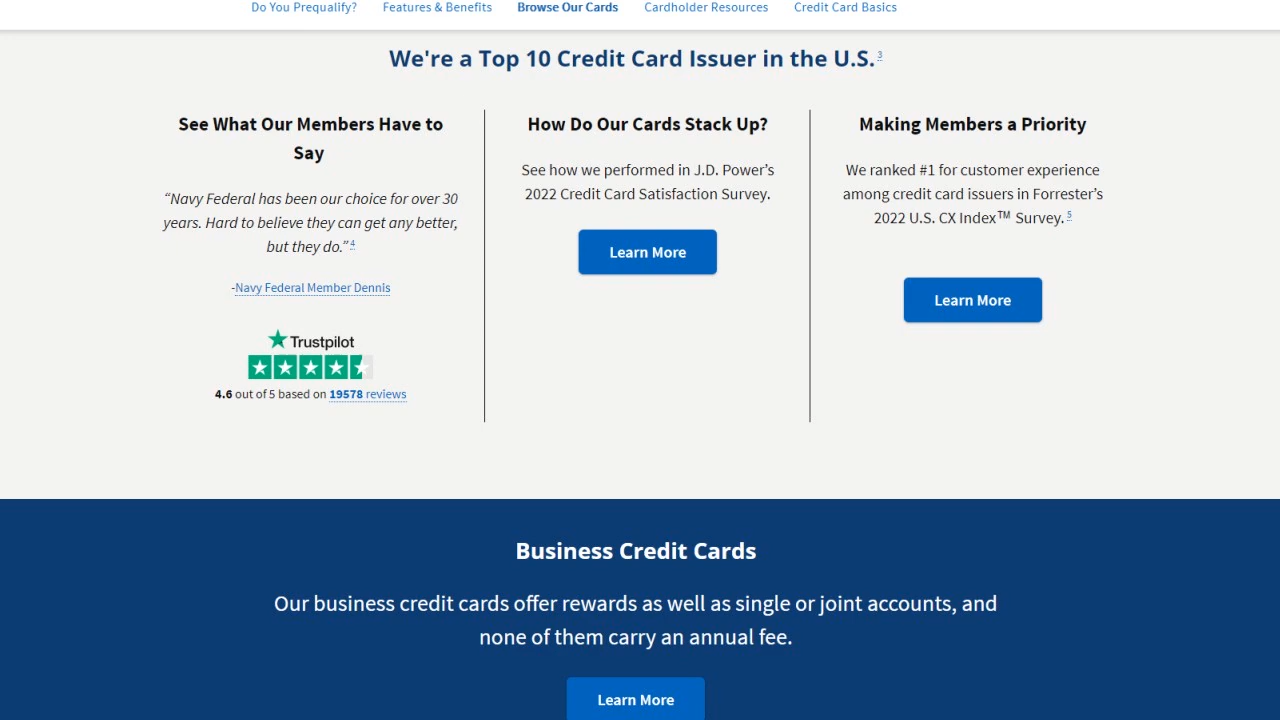 Do You Prequalify? Features & Benefits Browse Our Cards Cardholder Resources Credit Card Basics
We're a Top 10 Credit Card Issuer in the U.S. 3
See What Our Members Have to
Say
“Navy Federal has been our choice for over 30
years. Hard to believe they can get any better,
but they do.” 4
-Navy Federal Member Dennis
Trustpilot
4.6 out of 5 based on 19578 reviews
How Do Our Cards Stack Up?
See how we performed in J.D. Power’s
2022 Credit Card Satisfaction Survey.
Learn More
Making Members a Priority
We ranked #1 for customer experience
among credit card issuers in Forrester’s
2022 U.S. CX Index™ Survey. 5
Learn More
Business Credit Cards
Our business credit cards offer rewards as well as single or joint accounts, and
none of them carry an annual fee.
Learn More